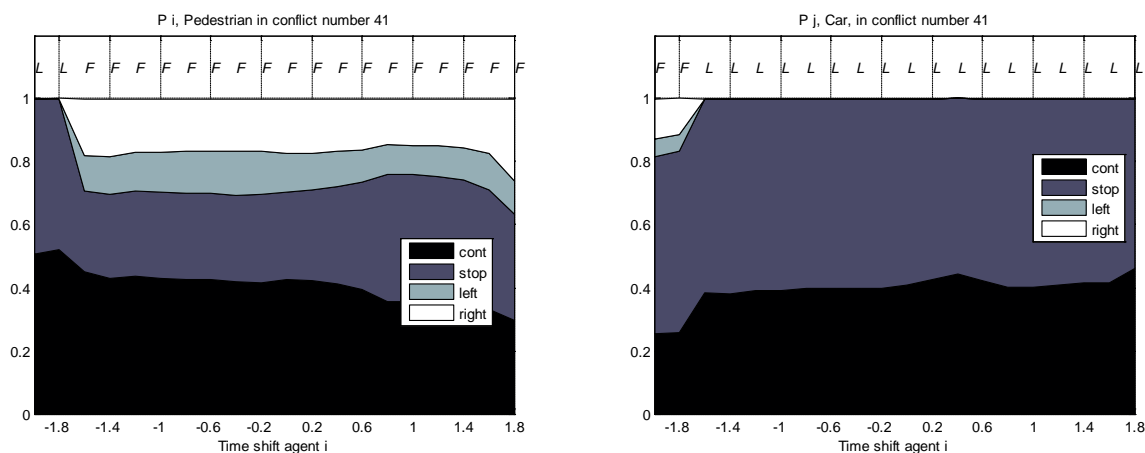 P i, Pedestrian in conflict number 41
L L F F F F F F F F F F F F F F F F F F
1
0.8
0.6
0.4
0.2
0
cont
stop
left
right
-1.8 -1 -0.6 -0.2 0.2 0.6 1 1.4 1.8
Time shift agent i
P j, Car, in conflict number 41
F F L L L L L L L L L L L L L L L L L L
1
0.8
0.6
0.4
0.2
0
cont
stop
left
right
-1.8 -1 -0.6 -0.2 0.2 0.6 1 1.4 1.8
Time shift agent i